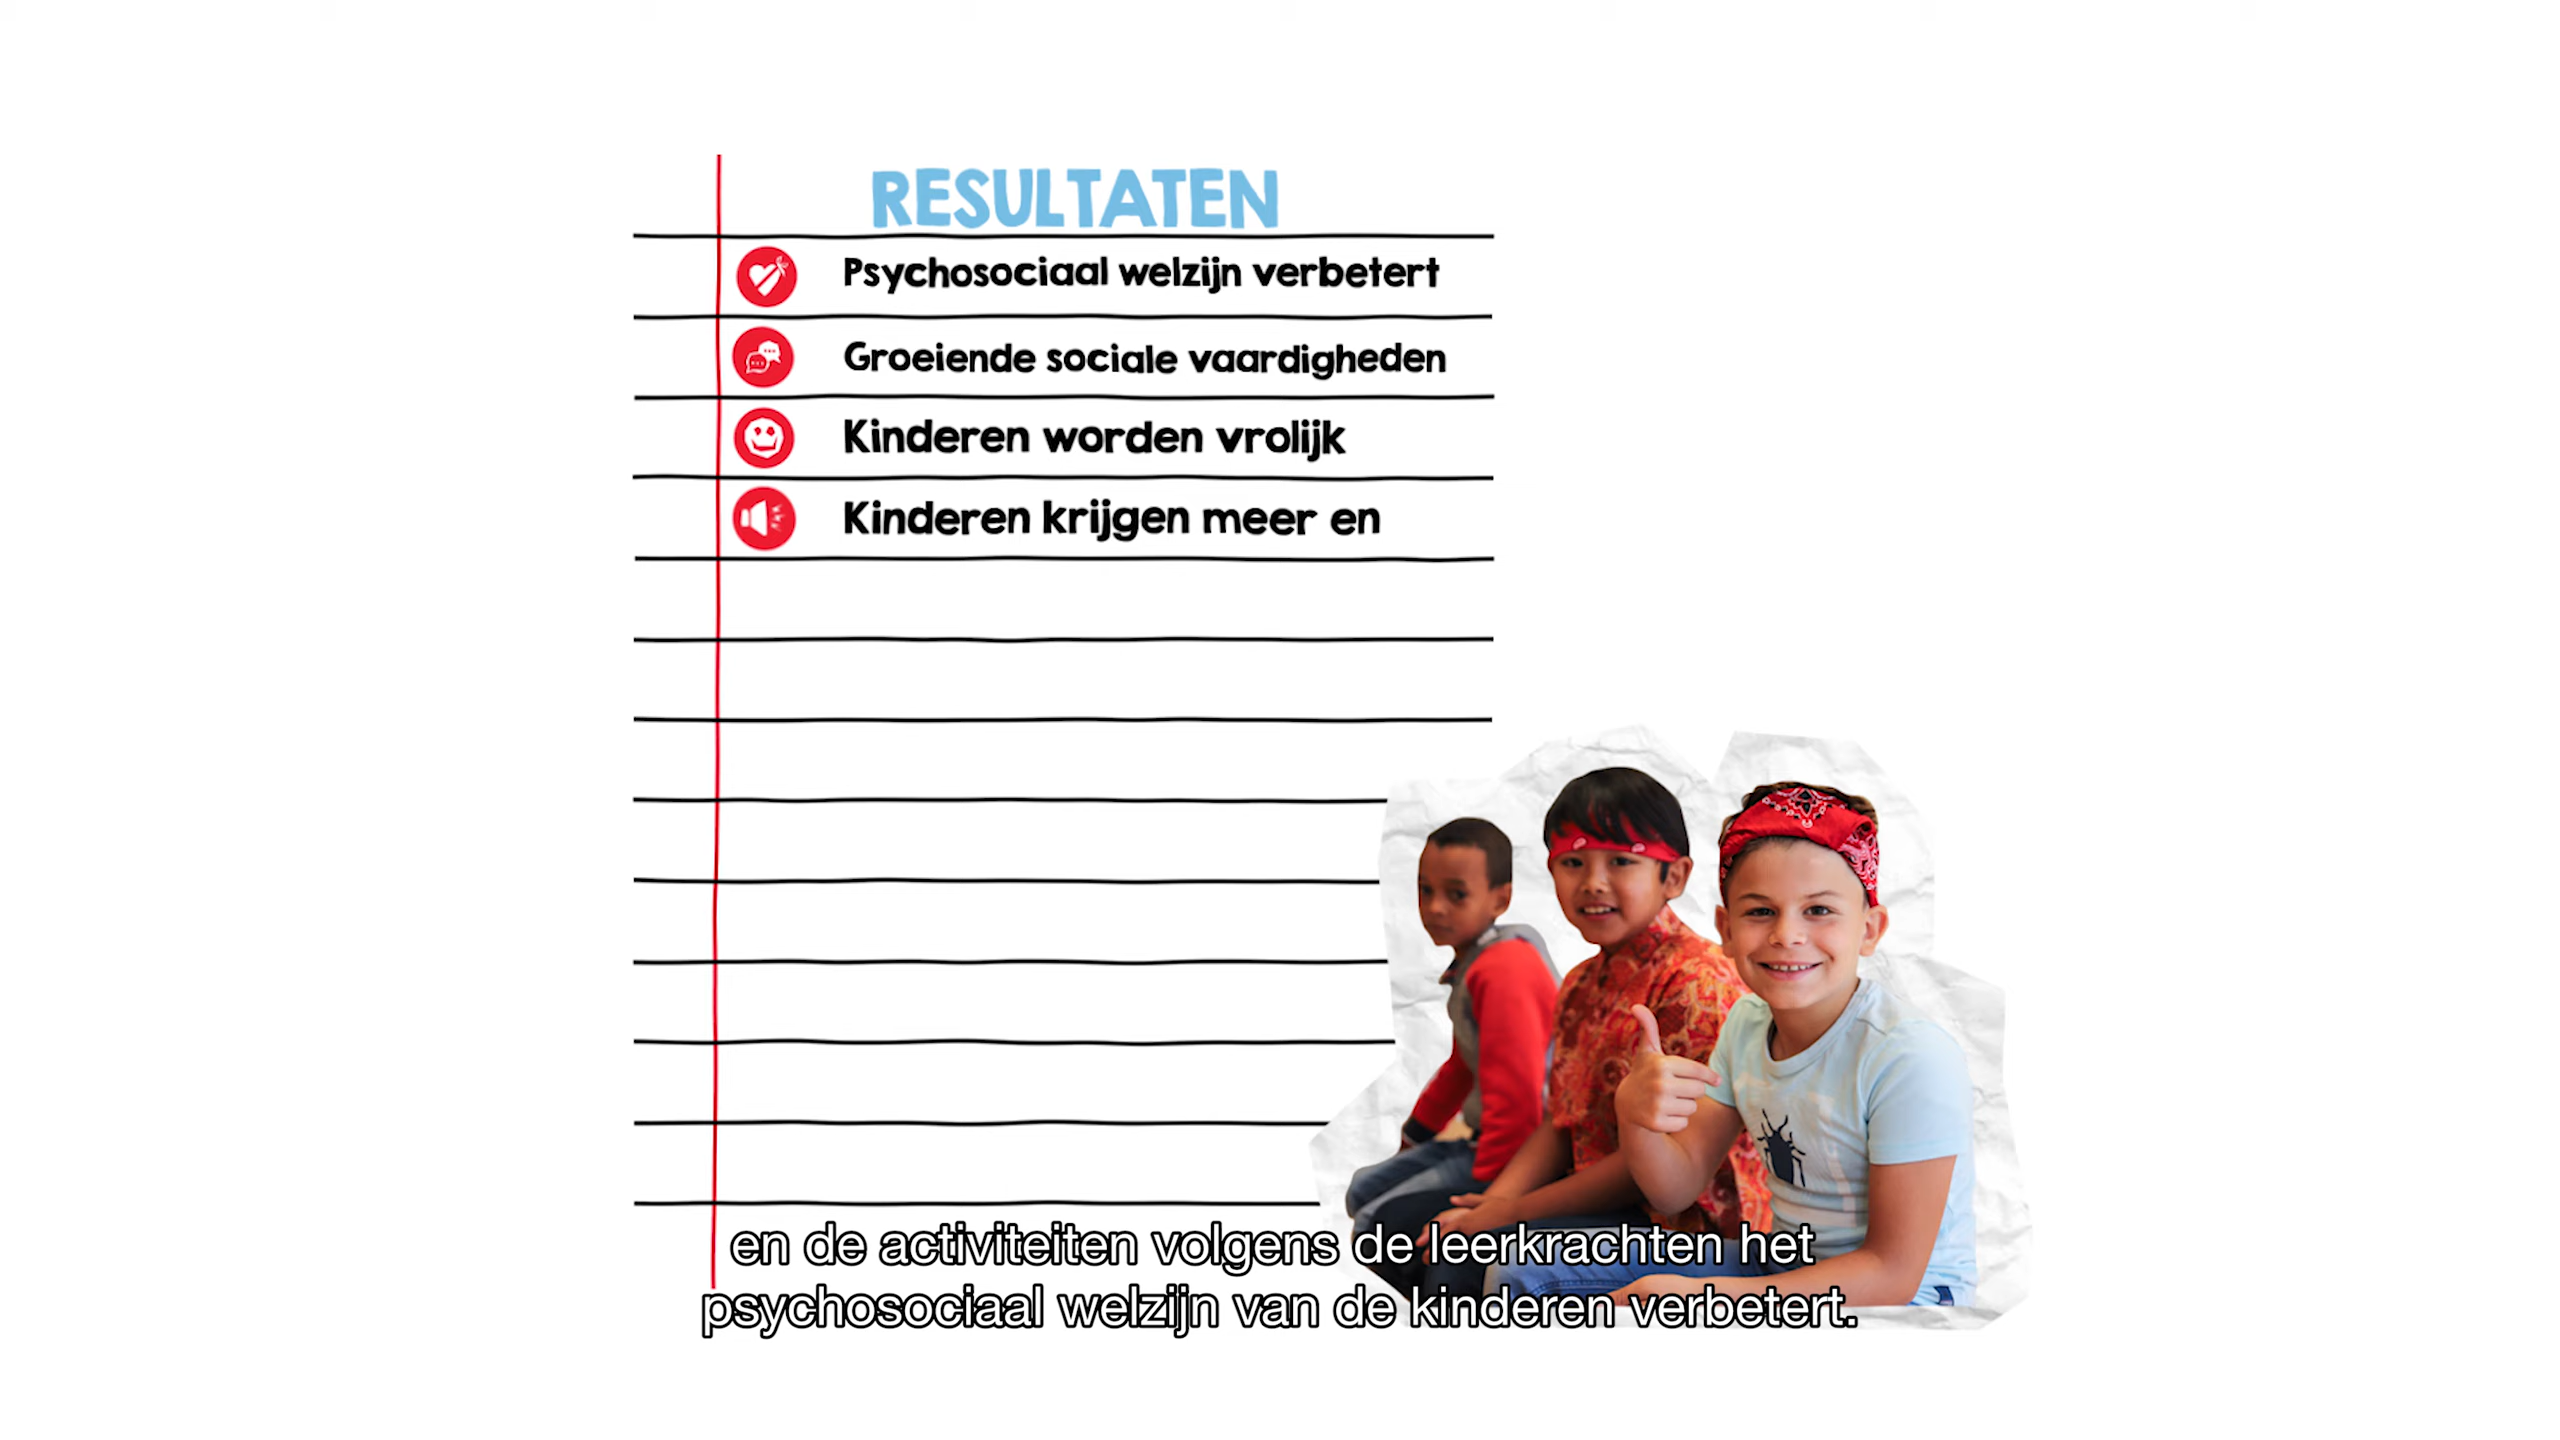 RESULTATEN
Psychosociaal welzijn verbetert
Groeiende sociale vaardigheden
Kinderen worden vrolijk
Kinderen krijgen meer en
en de activiteiten volgens de leerkrachten het
psychosociaal welzijn van de kinderen verbetert.